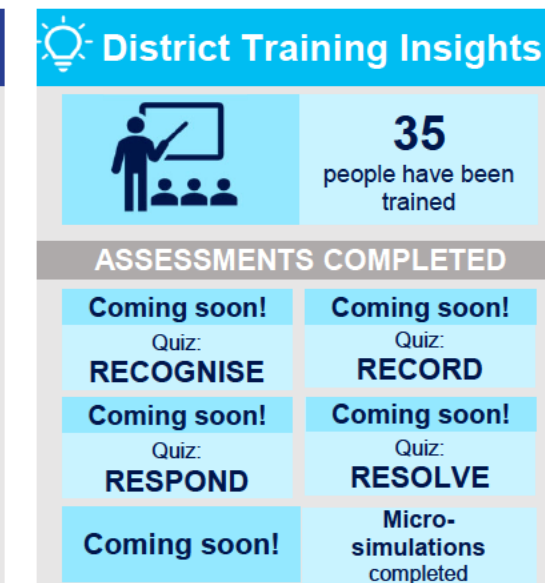 District Training Insights
35
people have been
trained
ASSESSMENTS COMPLETED
Coming soon!
Quiz:
RECOGNISE
Coming soon!
Quiz:
RECORD
Coming soon!
Quiz:
RESPOND
Coming soon!
Quiz:
RESOLVE
Coming soon!
Micro-
simulations
completed